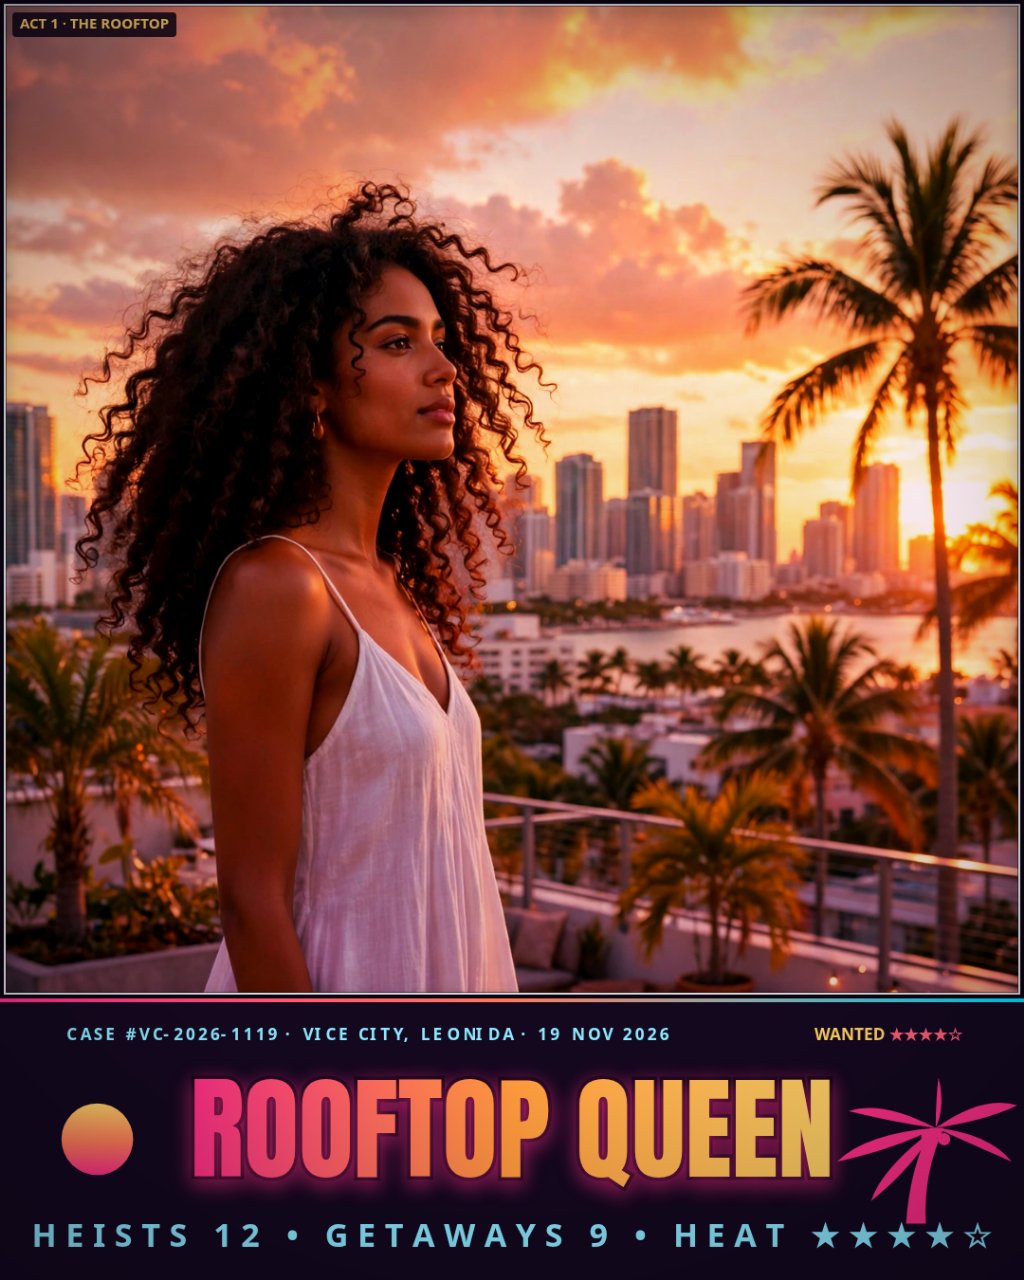 ACT 1 · THE ROOFTOP
CASE #VC-2026-1119 · VICE CITY, LEONIDA · 19 NOV 2026
WANTED ★★★★☆
ROOFTOP QUEEN
HEISTS 12 • GETAWAYS 9 • HEAT ★★★★☆